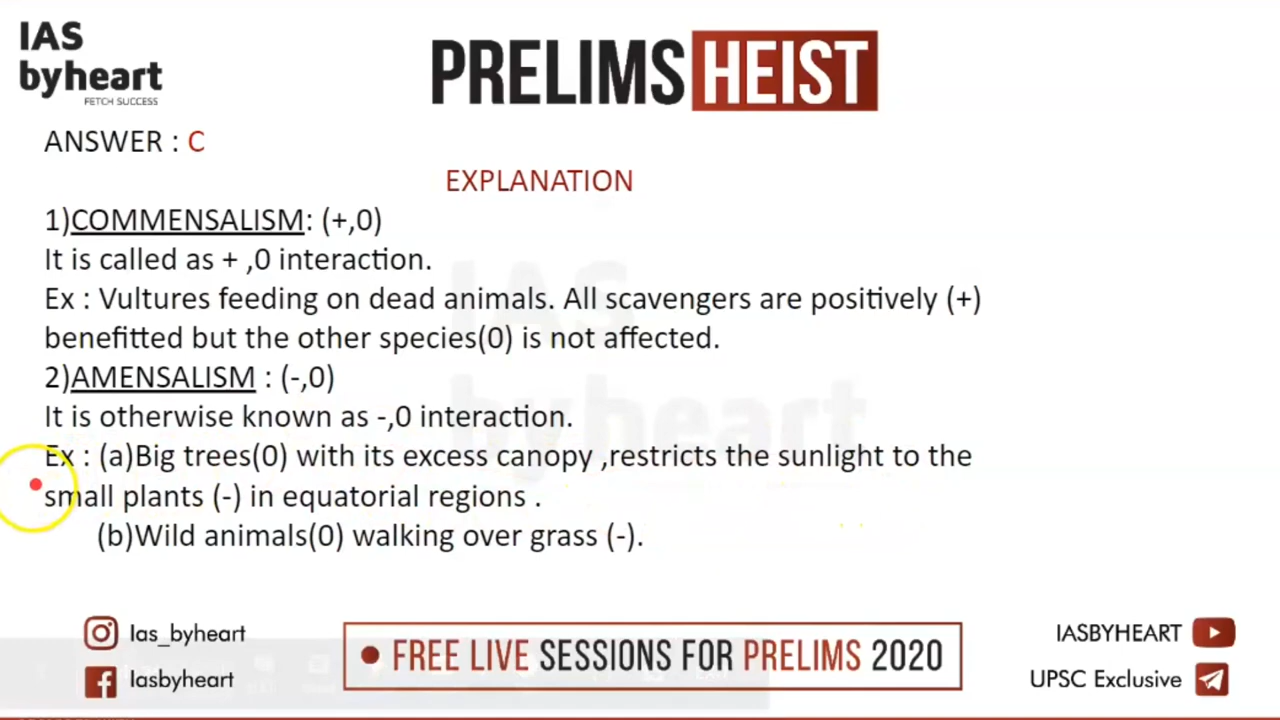 IAS
byheart
FETCH SUCCESS
PRELIMS HEIST
ANSWER : C
EXPLANATION
1)COMMENSALISM: (+,0)
It is called as + ,0 interaction.
Ex : Vultures feeding on dead animals. All scavengers are positively (+)
benefitted but the other species(0) is not affected.
2)AMENSALISM : (-,0)
It is otherwise known as -,0 interaction.
Ex : (a)Big trees(0) with its excess canopy ,restricts the sunlight to the
small plants (-) in equatorial regions .
(b)Wild animals(0) walking over grass (-).
IAS
byheart
Ias_byheart
Iasbyheart
• FREE LIVE SESSIONS FOR PRELIMS 2020
IASBYHEART
UPSC Exclusive